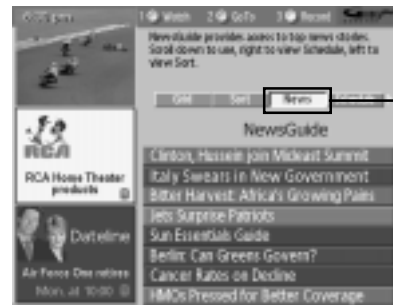 6:35 pm
1 Watch 2 GoTo 3 Record
NewsGuide provides access to top news stories.
Scroll down to use, right to view Schedule, left to
view Sort.
Grid Sort News
NewsGuide
RCA
RCA Home Theater
products
Clinton, Hussein join Mideast Summit
Italy Swears in New Government
Bitter Harvest: Africa's Growing Pains
Jets Surprise Patriots
Sun Essentials Guide
Berlin: Can Greens Govern?
Cancer Rates on Decline
HMOs Pressed for Better Coverage
Dateline
Air Force One retires
Mon. at 10:00